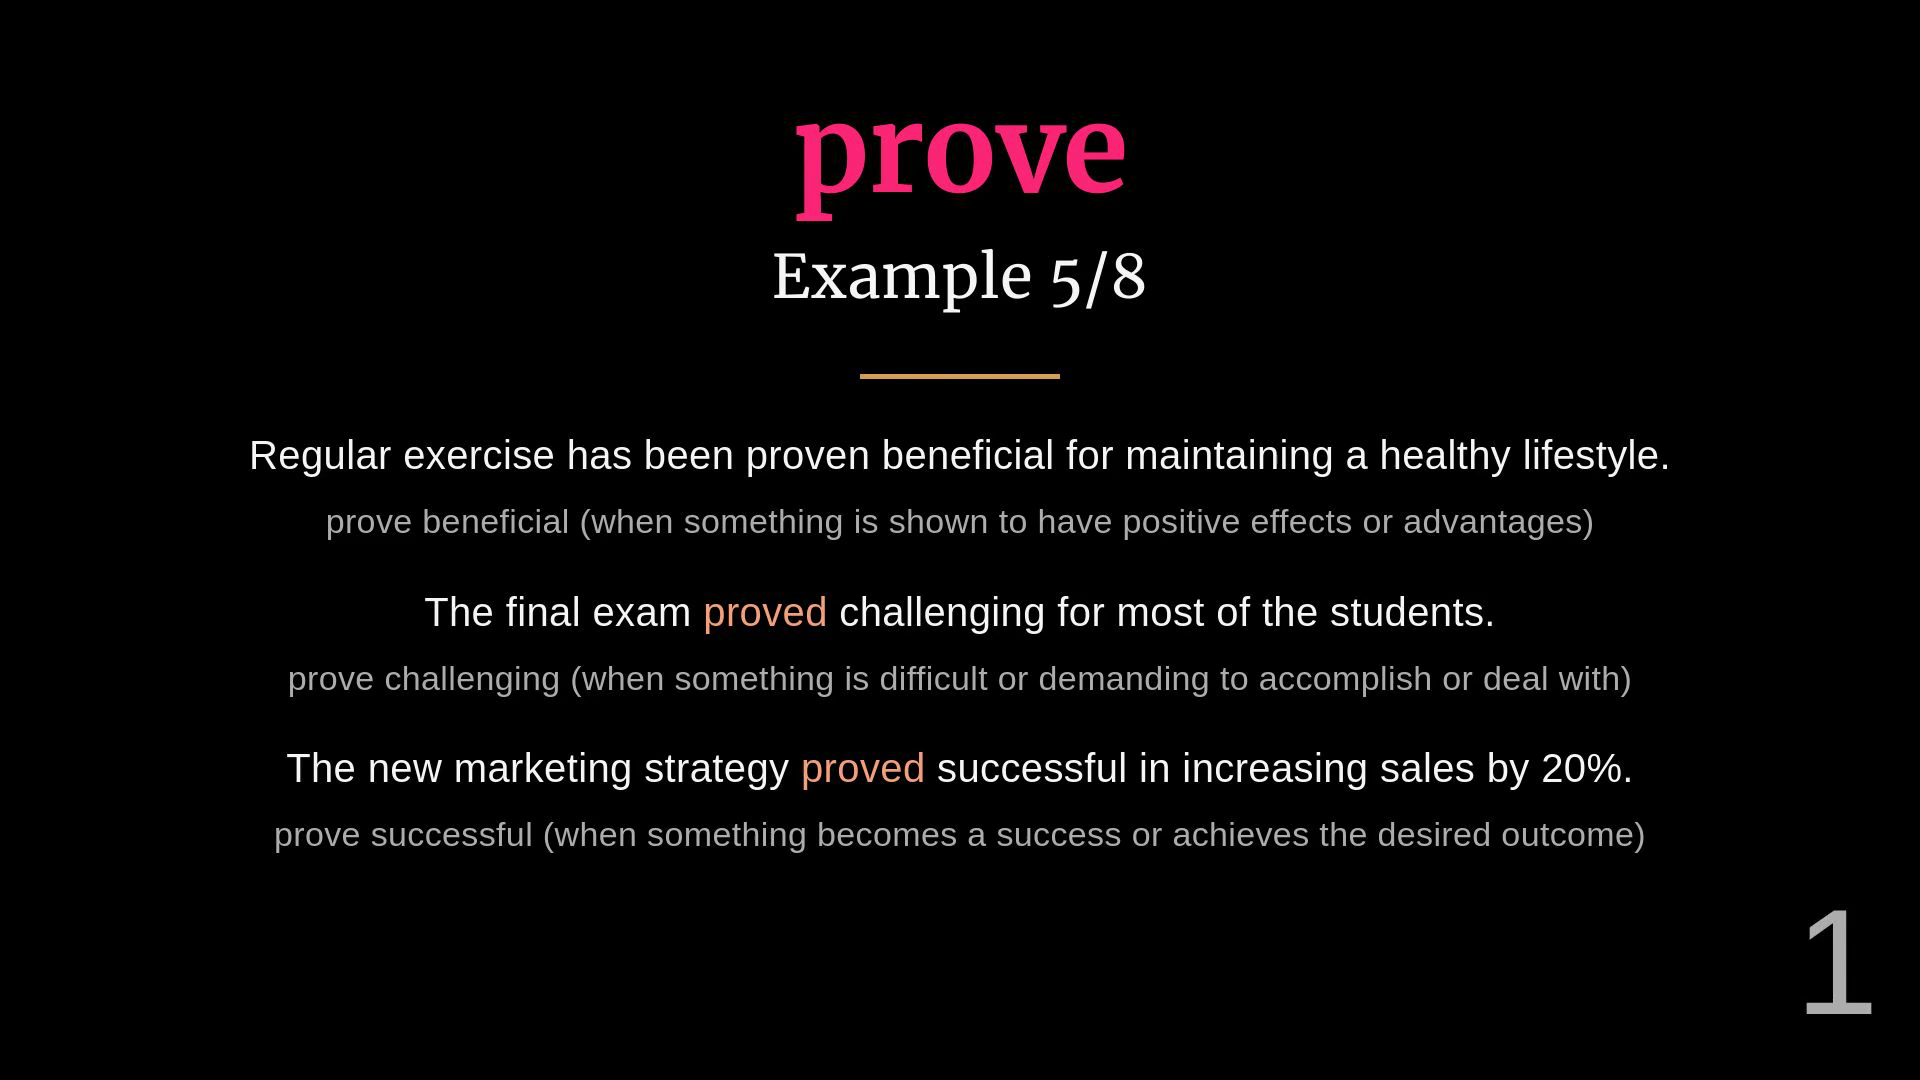 prove
Example 5/8
Regular exercise has been proven beneficial for maintaining a healthy lifestyle.
prove beneficial (when something is shown to have positive effects or advantages)
The final exam proved challenging for most of the students.
prove challenging (when something is difficult or demanding to accomplish or deal with)
The new marketing strategy proved successful in increasing sales by 20%.
prove successful (when something becomes a success or achieves the desired outcome)
1